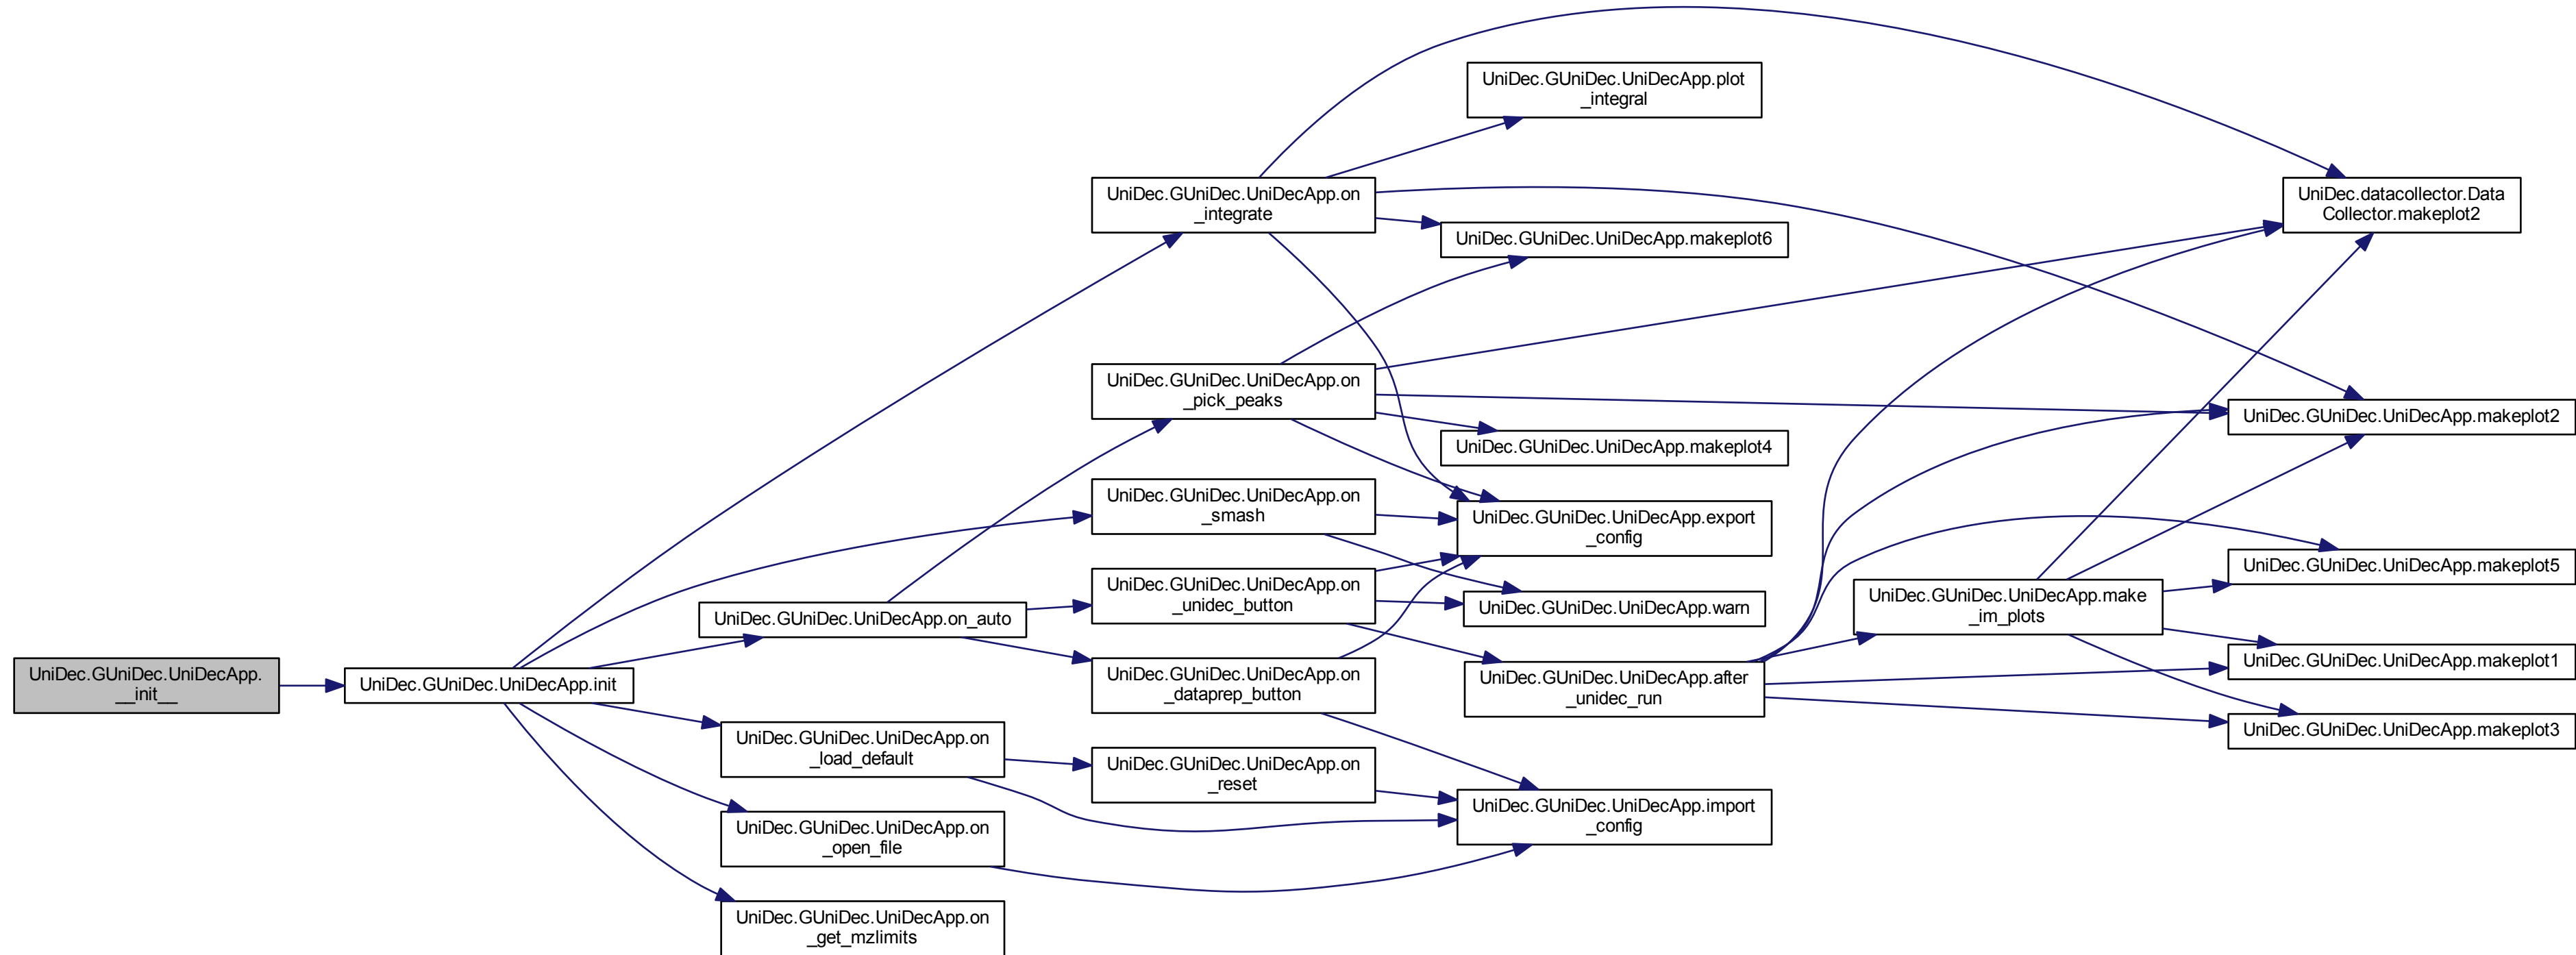 UniDec.GUniDec.UniDecApp.
__init__
UniDec.GUniDec.UniDecApp.init
UniDec.GUniDec.UniDecApp.on_auto
UniDec.GUniDec.UniDecApp.on
_load_default
UniDec.GUniDec.UniDecApp.on
_open_file
UniDec.GUniDec.UniDecApp.on
_get_mzlimits
UniDec.GUniDec.UniDecApp.on
_integrate
UniDec.GUniDec.UniDecApp.on
_pick_peaks
UniDec.GUniDec.UniDecApp.on
_smash
UniDec.GUniDec.UniDecApp.on
_unidec_button
UniDec.GUniDec.UniDecApp.on
_dataprep_button
UniDec.GUniDec.UniDecApp.on
_reset
UniDec.GUniDec.UniDecApp.plot
_integral
UniDec.GUniDec.UniDecApp.makeplot6
UniDec.GUniDec.UniDecApp.makeplot4
UniDec.GUniDec.UniDecApp.export
_config
UniDec.GUniDec.UniDecApp.warn
UniDec.GUniDec.UniDecApp.after
_unidec_run
UniDec.GUniDec.UniDecApp.import
_config
UniDec.GUniDec.UniDecApp.make
_im_plots
UniDec.datacollector.Data
Collector.makeplot2
UniDec.GUniDec.UniDecApp.makeplot2
UniDec.GUniDec.UniDecApp.makeplot5
UniDec.GUniDec.UniDecApp.makeplot1
UniDec.GUniDec.UniDecApp.makeplot3